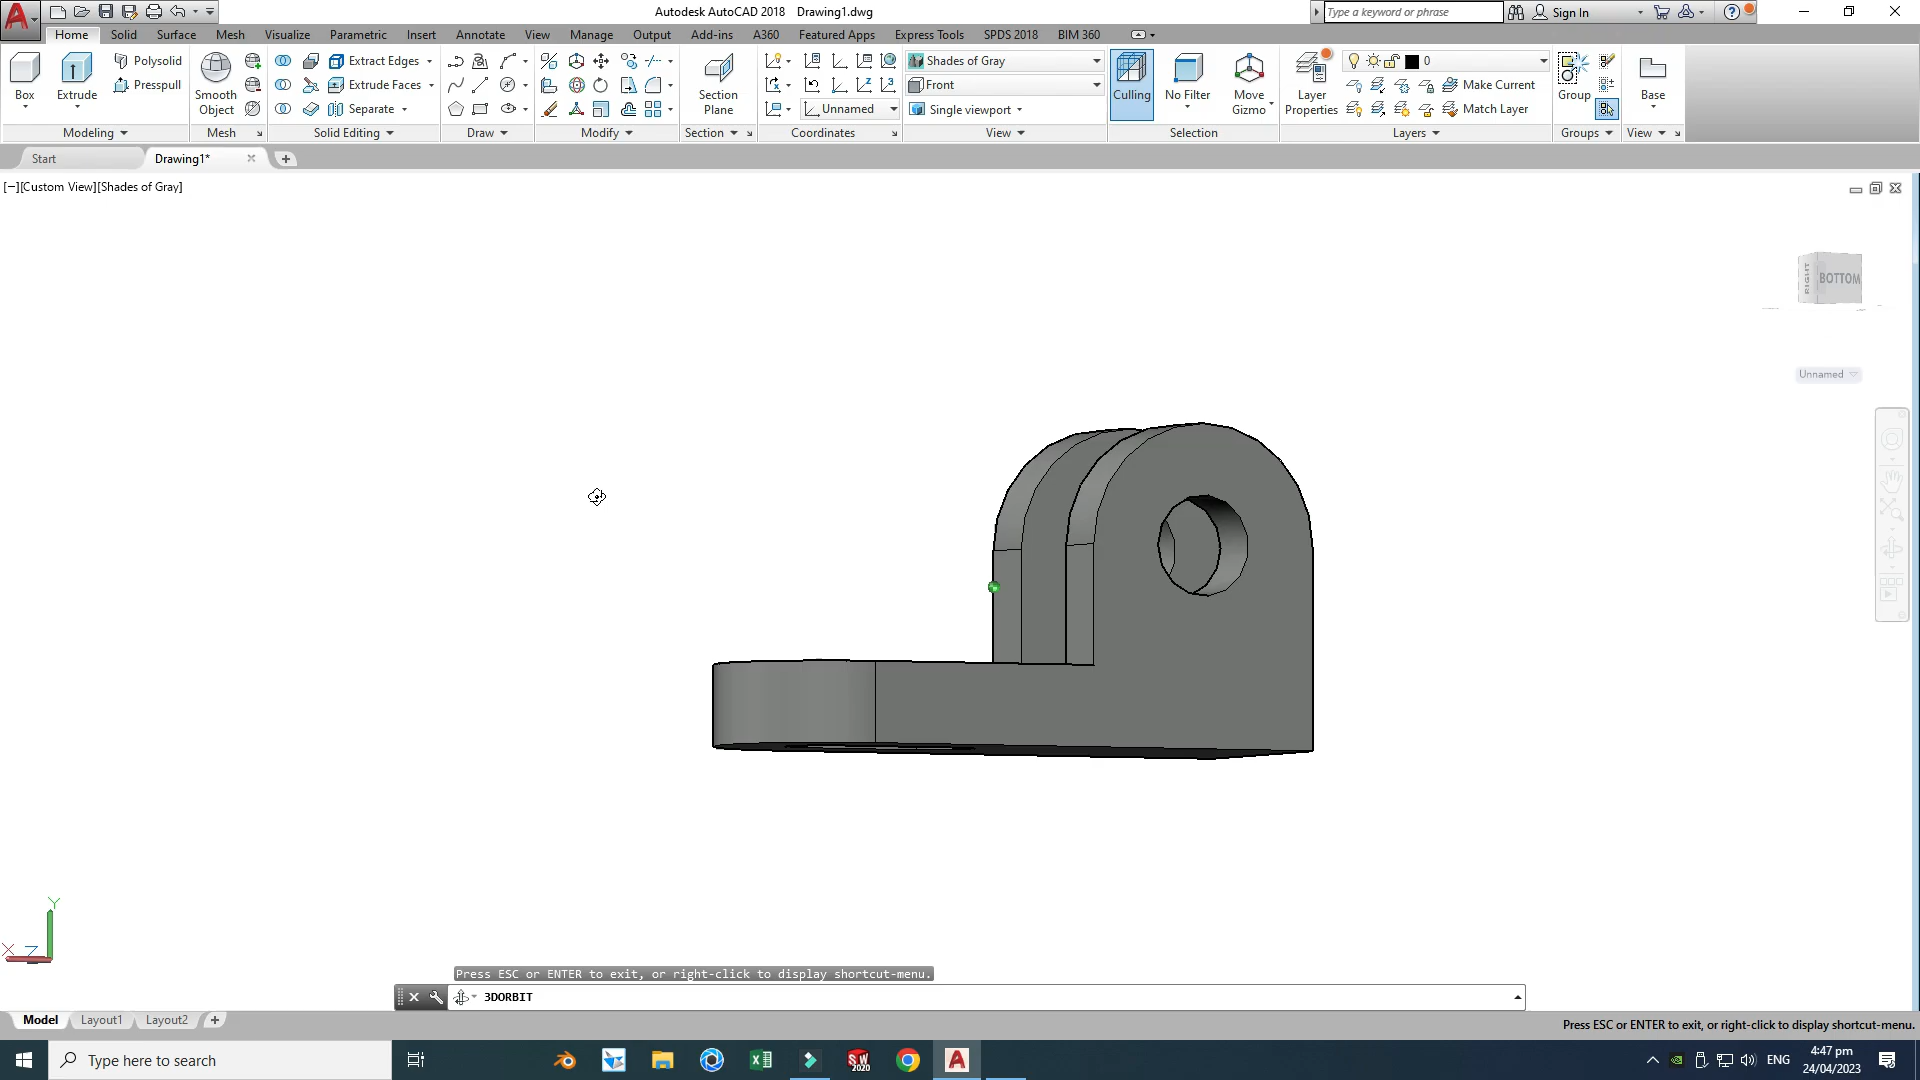 Autodesk AutoCAD 2018 Drawing1.dwg
Type a keyword or phrase
Sign In
Home Solid Surface Mesh Visualize Parametric Insert Annotate View Manage Output Add-ins A360 Featured Apps Express Tools SPDS 2018 BIM 360
Box
Extrude
Polysolid
Presspull
Smooth Object
Extract Edges
Extrude Faces
Separate
Section Plane
Unnamed
Shades of Gray
Front
Single viewport
Culling
No Filter
Move Gizmo
Layer Properties
0
Make Current
Match Layer
Group
Base
Modeling Mesh Solid Editing Draw Modify Section Coordinates View Selection Layers Groups View
Start
Drawing1*
[−][Custom View][Shades of Gray]
RIGHT
BOTTOM
Unnamed
Y
X
Z
Press ESC or ENTER to exit, or right-click to display shortcut-menu.
3DORBIT
Model Layout1 Layout2
Press ESC or ENTER to exit, or right-click to display shortcut-menu.
Type here to search
SW
2020
ENG
4:47 pm
24/04/2023